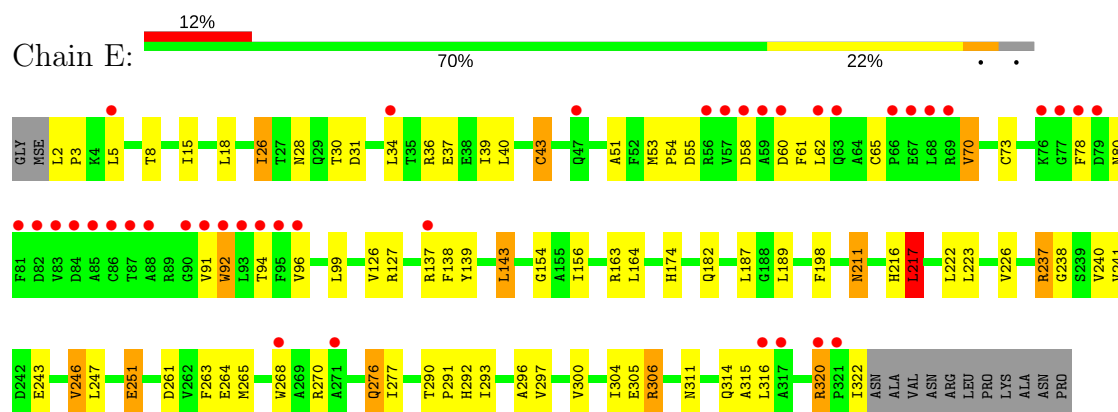 12%
Chain E:
70% 22% • •
GLY MSE L2 P3 K4 L5 T8 I15 L18 I26 T27 N28 Q29 T30 D31 L34 T35 R36 E37 E38 I39 L40 C43 Q47 A51 F52 M53 P54 D55 R56 V57 D58 A59 D60 F61 L62 Q63 A64 C65 P66 E67 L68 R69 V70 C73 K76 G77 F78 D79 N80
F81 D82 V83 D84 A85 C86 T87 A88 R89 G90 V91 W92 L93 T94 F95 V96 L99 V126 R127 R137 F138 Y139 L143 G154 A155 I156 R163 L164 H174 Q182 L187 G188 L189 F198 N211 H216 L217 L222 L223 V226 R237 G238 S239 V240
D242 E243 V246 L247 E251 D261 V262 F263 E264 M265 W268 A269 R270 A271 Q276 I277 T290 P291 H292 I293 A296 V297 V300 I304 E305 R306 N311 Q314 A315 L316 A317 R320 P321 I322 ASN ALA VAL ASN ARG LEU PRO LYS ALA ASN PRO